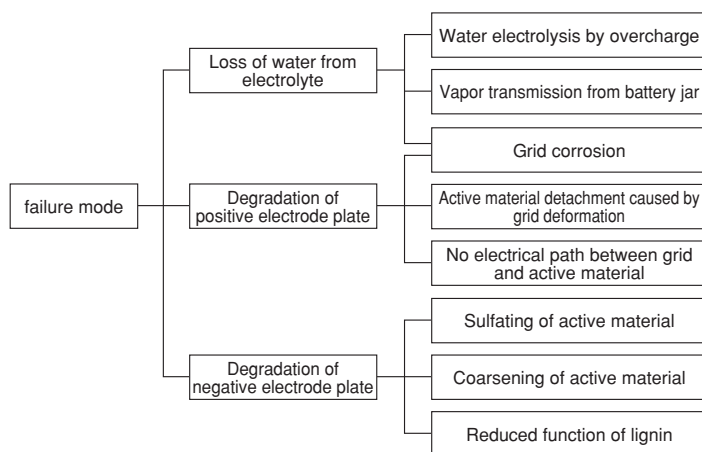 failure mode
Loss of water from
electrolyte
Water electrolysis by overcharge
Vapor transmission from battery jar
Grid corrosion
Degradation of
positive electrode plate
Active material detachment caused by
grid deformation
No electrical path between grid
and active material
Degradation of
negative electrode plate
Sulfating of active material
Coarsening of active material
Reduced function of lignin